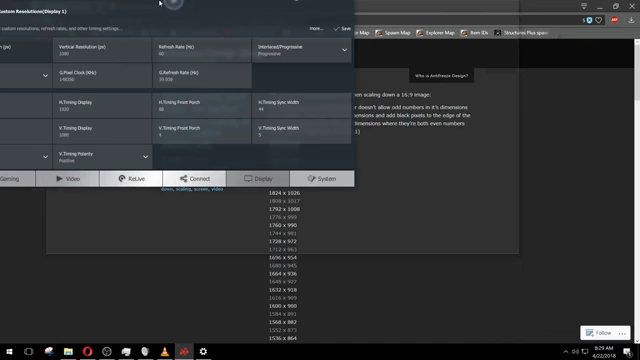 ustom Resolutions(Display 1)
custom resolutions, refresh rates, and other timing settings...
more...
Save
on (px)
Vertical Resolution (px)
1080
Refresh Rate (Hz)
60
Interlaced/Progressive
Progressive
G.Pixel Clock (KHz)
148500
G.Refresh Rate (Hz)
59.939
H.Timing Display
1920
H.Timing Front Porch
88
H.Timing Sync Width
44
V.Timing Display
1080
V.Timing Front Porch
4
V.Timing Sync Width
5
V.Timing Polarity
Positive
Gaming
Video
ReLive
Connect
Display
System
Map
Spawn Map
Explorer Map
Item IDs
Structures Plus
Who is Antifreeze Design?
en scaling down a 16:9 image:
er doesn't allow odd numbers in it's dimensions
mensions and add black pixels to the edge of the
dimensions where they're both even numbers
down, scaling, screen, video
1824 x 1026
1808 x 1017
1792 x 1008
1776 x 999
1760 x 990
1744 x 981
1728 x 972
1712 x 963
1696 x 954
1680 x 945
1664 x 936
1648 x 927
1632 x 918
1616 x 909
1600 x 900
1584 x 891
1568 x 882
1552 x 873
1536 x 864
Follow
8:29 AM
4/22/2018